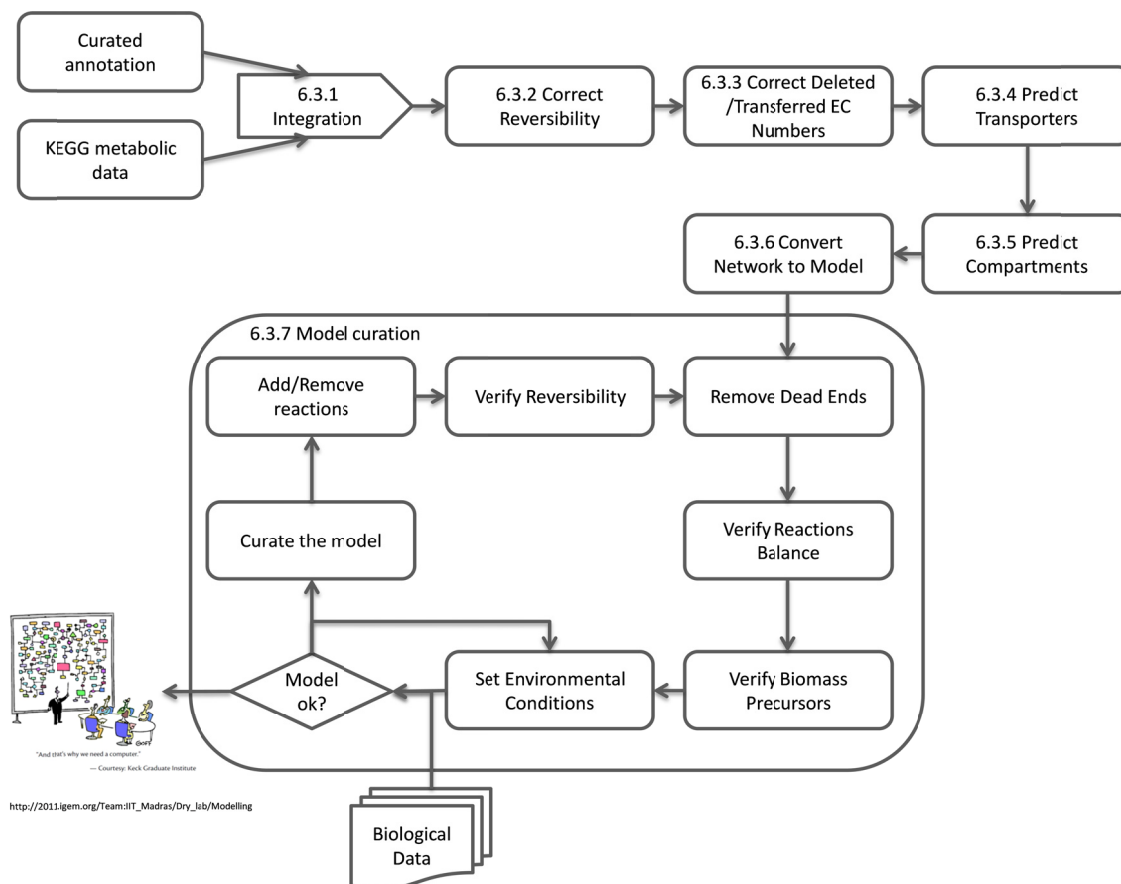 Curated
annotation
KEGG metabolic
data
6.3.1
Integration
6.3.2 Correct
Reversibility
6.3.3 Correct Deleted
/Transferred EC
Numbers
6.3.4 Predict
Transporters
6.3.5 Predict
Compartments
6.3.6 Convert
Network to Model
6.3.7 Model curation
Add/Remove
reactions
Verify Reversibility
Remove Dead Ends
Curate the model
Verify Reactions
Balance
Model
ok?
Set Environmental
Conditions
Verify Biomass
Precursors
GOFF
"And that's why we need a computer."
— Courtesy: Keck Graduate Institute
http://2011.igem.org/Team:IIT_Madras/Dry_lab/Modelling
Biological
Data